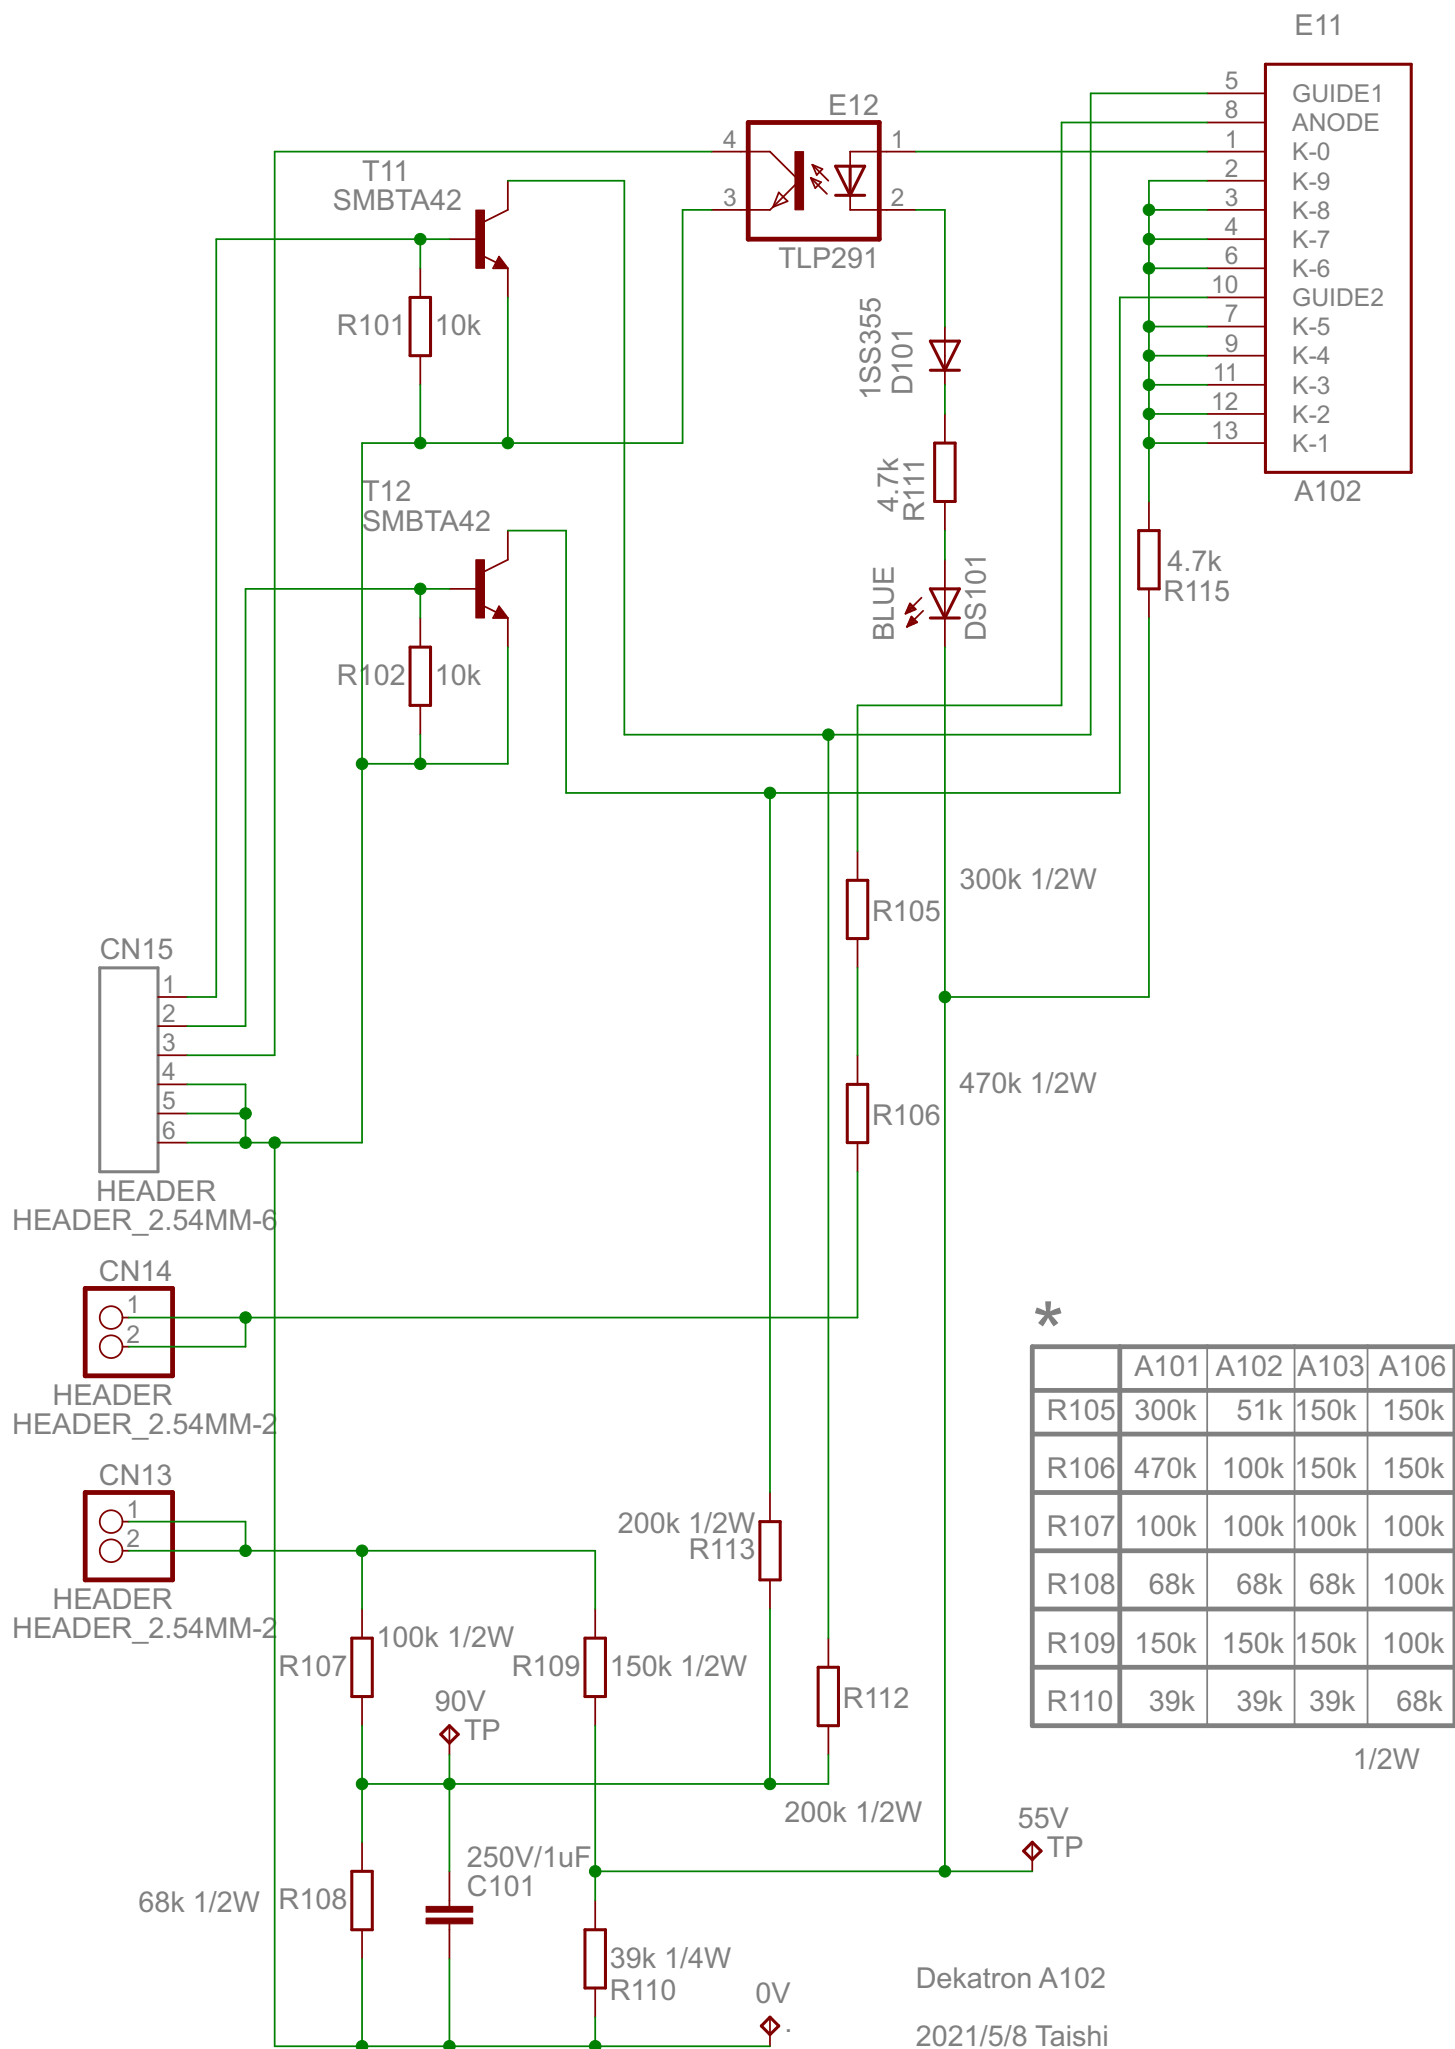 E11
5
GUIDE1
8
ANODE
1
K-0
2
K-9
3
K-8
4
K-7
6
K-6
10
GUIDE2
7
K-5
9
K-4
11
K-3
12
K-2
13
K-1
A102
E12
4
1
3
2
TLP291
T11
SMBTA42
R101
10k
1SS355
D101
4.7k
R111
T12
SMBTA42
R102
10k
BLUE
DS101
4.7k
R115
300k 1/2W
R105
470k 1/2W
R106
CN15
1
2
3
4
5
6
HEADER
HEADER_2.54MM-6
CN14
1
2
HEADER
HEADER_2.54MM-2
CN13
1
2
HEADER
HEADER_2.54MM-2
*
A101 A102 A103 A106
R105 300k 51k 150k 150k
R106 470k 100k 150k 150k
R107 100k 100k 100k 100k
R108 68k 68k 68k 100k
R109 150k 150k 150k 100k
R110 39k 39k 39k 68k
1/2W
200k 1/2W
R113
100k 1/2W
R107
R109
150k 1/2W
R112
90V
TP
200k 1/2W
55V
TP
250V/1uF
C101
68k 1/2W
R108
39k 1/4W
R110
0V
.
Dekatron A102
2021/5/8 Taishi